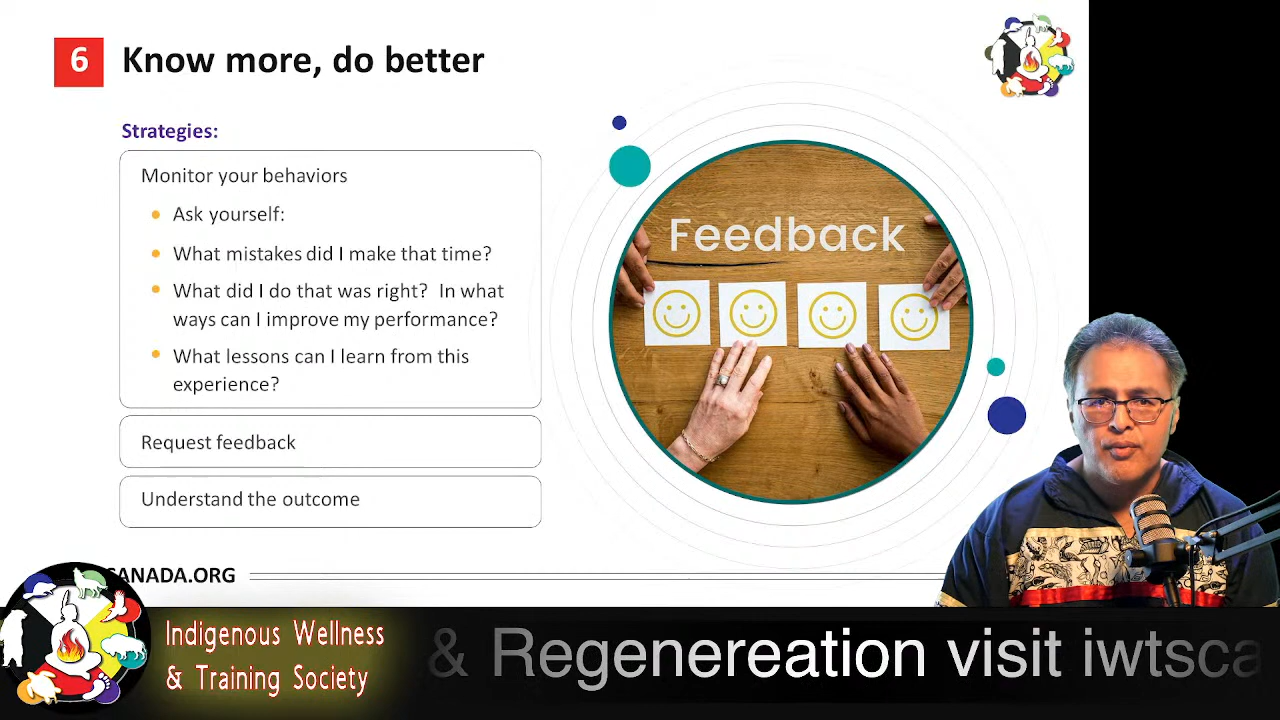 6 Know more, do better
Strategies:
Monitor your behaviors
Ask yourself:
What mistakes did I make that time?
What did I do that was right?  In what
ways can I improve my performance?
What lessons can I learn from this
experience?
Request feedback
Understand the outcome
Feedback
CANADA.ORG
Indigenous Wellness
& Training Society
& Regenereation visit iwtsca